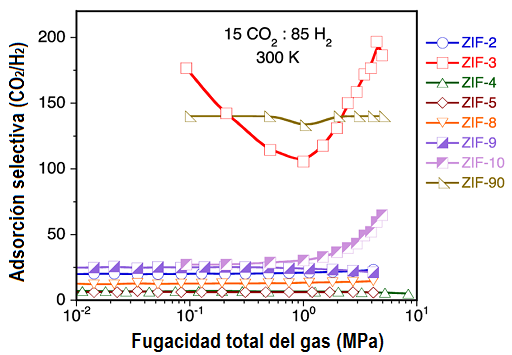 15 CO₂ : 85 H₂
300 K
Adsorción selectiva (CO₂/H₂)
200
150
100
50
0
10⁻² 10⁻¹ 10⁰ 10¹
Fugacidad total del gas (MPa)
ZIF-2
ZIF-3
ZIF-4
ZIF-5
ZIF-8
ZIF-9
ZIF-10
ZIF-90